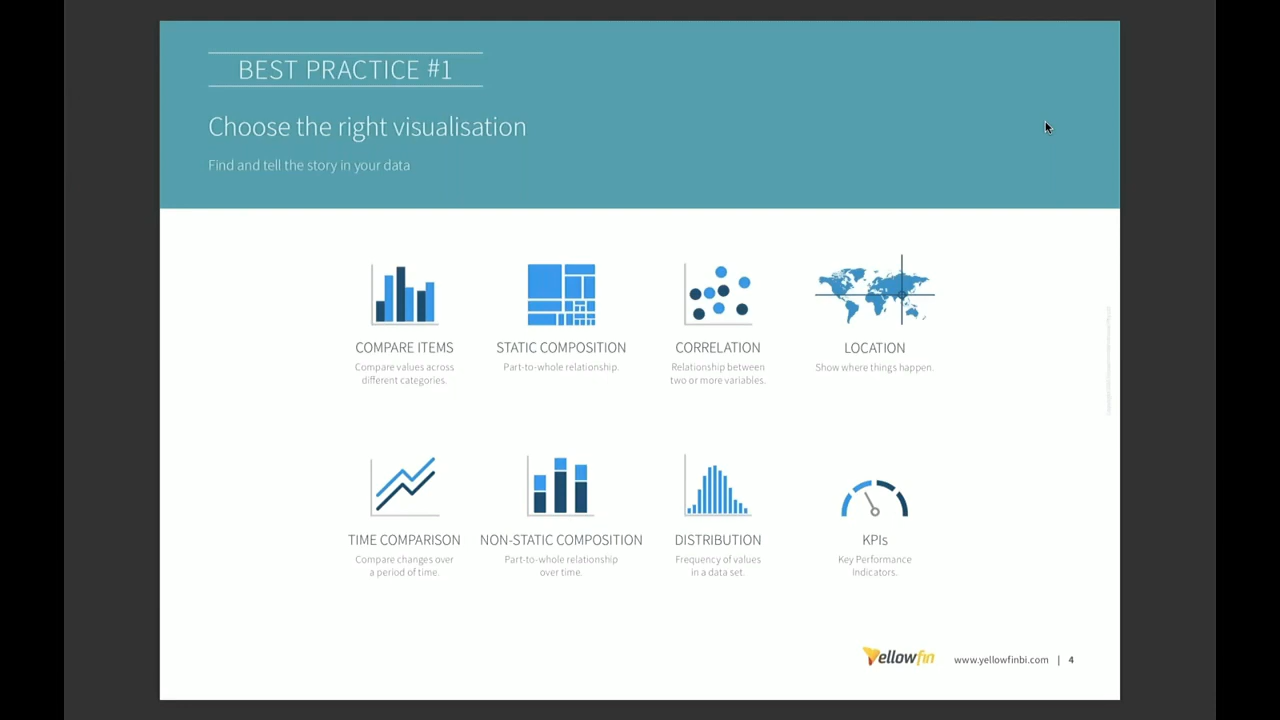 BEST PRACTICE #1
Choose the right visualisation
Find and tell the story in your data
COMPARE ITEMS
Compare values across
different categories.
STATIC COMPOSITION
Part-to-whole relationship.
CORRELATION
Relationship between
two or more variables.
LOCATION
Show where things happen.
TIME COMPARISON
Compare changes over
a period of time.
NON-STATIC COMPOSITION
Part-to-whole relationship
over time.
DISTRIBUTION
Frequency of values
in a data set.
KPIs
Key Performance
Indicators.
Yellowfin
www.yellowfinbi.com | 4